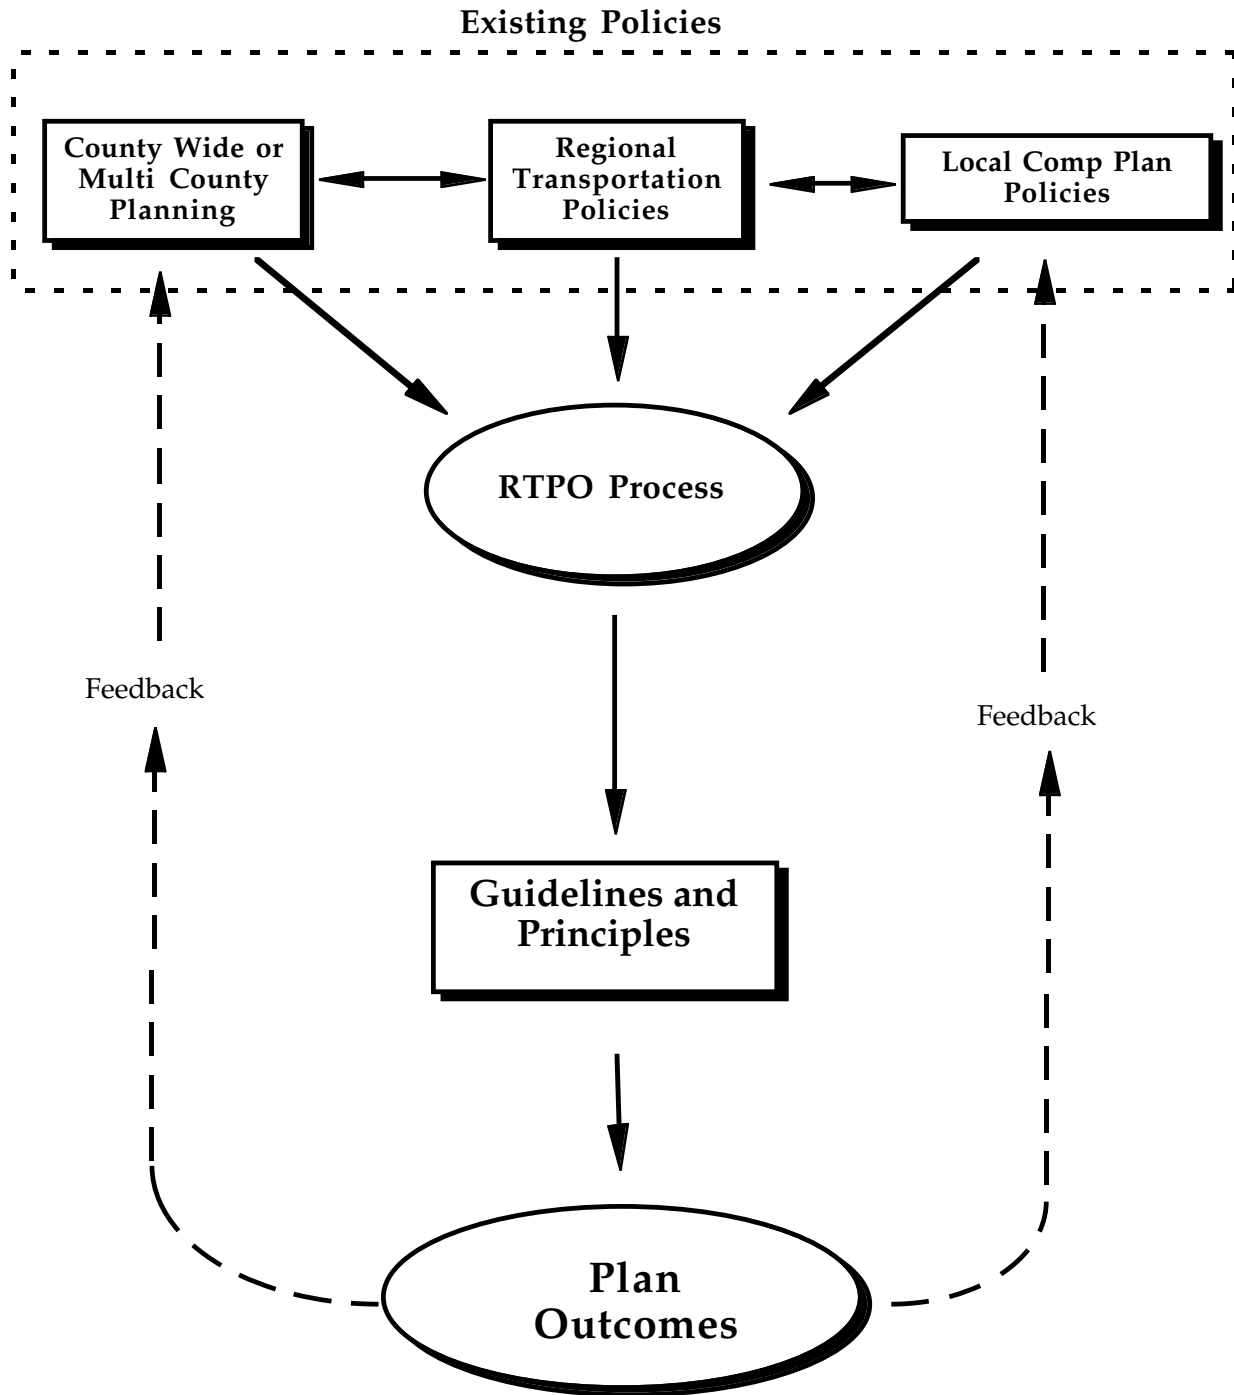 Existing Policies
County Wide or
Multi County
Planning
Regional
Transportation
Policies
Local Comp Plan
Policies
RTPO Process
Feedback
Feedback
Guidelines and
Principles
Plan
Outcomes